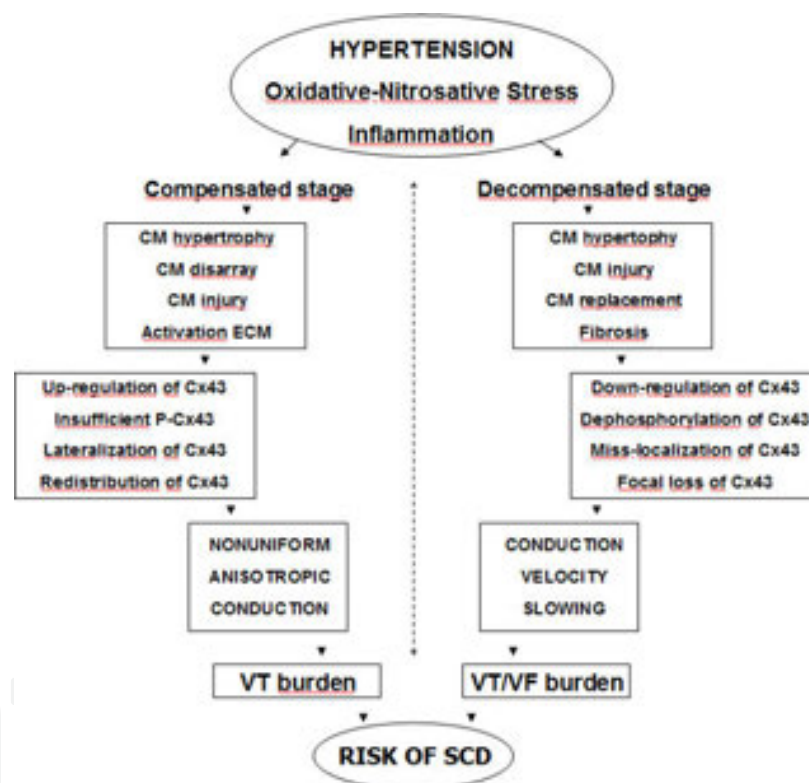 HYPERTENSION
Oxidative-Nitrosative Stress
Inflammation
Compensated stage
CM hypertrophy
CM disarray
CM injury
Activation ECM
Up-regulation of Cx43
Insufficient P-Cx43
Lateralization of Cx43
Redistribution of Cx43
NONUNIFORM
ANISOTROPIC
CONDUCTION
VT burden
Decompensated stage
CM hypertophy
CM injury
CM replacement
Fibrosis
Down-regulation of Cx43
Dephosphorylation of Cx43
Miss-localization of Cx43
Focal loss of Cx43
CONDUCTION
VELOCITY
SLOWING
VT/VF burden
RISK OF SCD